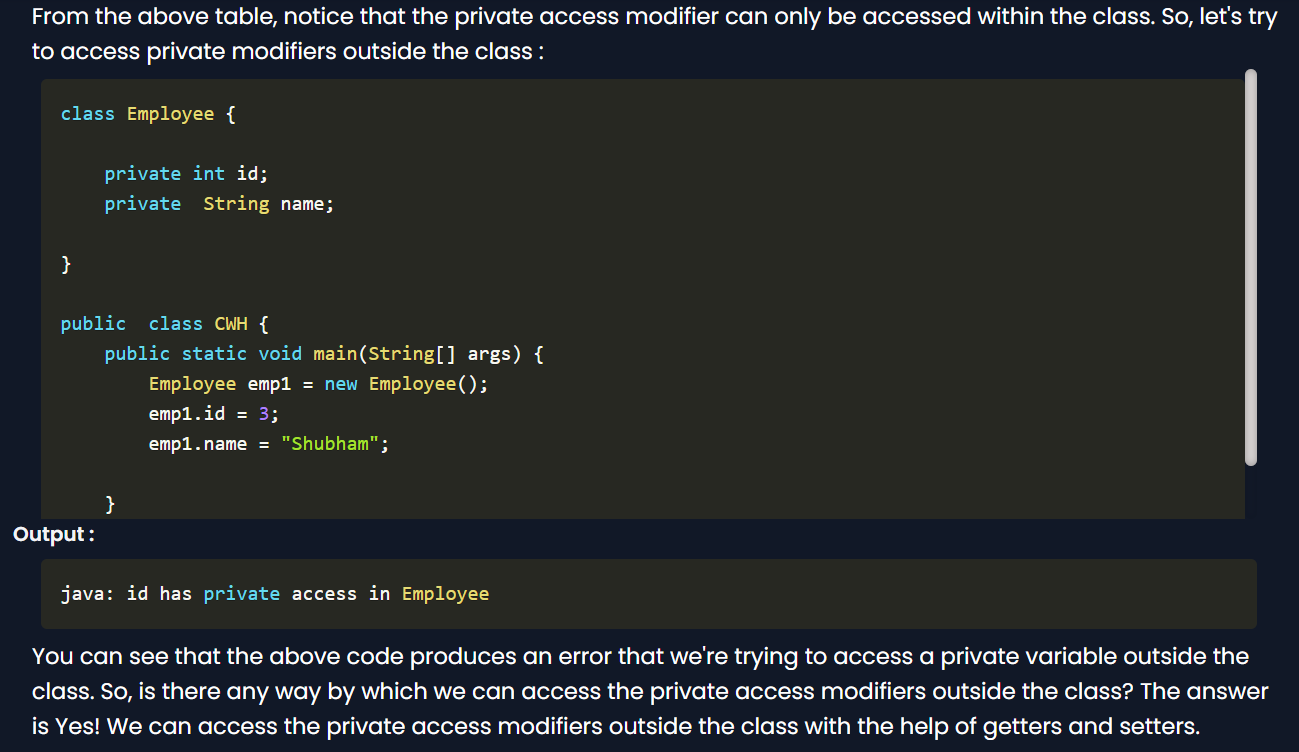 From the above table, notice that the private access modifier can only be accessed within the class. So, let's try
to access private modifiers outside the class :
class Employee {
private int id;
private  String name;
}
public  class CWH {
public static void main(String[] args) {
Employee emp1 = new Employee();
emp1.id = 3;
emp1.name = "Shubham";
}
Output :
java: id has private access in Employee
You can see that the above code produces an error that we're trying to access a private variable outside the
class. So, is there any way by which we can access the private access modifiers outside the class? The answer
is Yes! We can access the private access modifiers outside the class with the help of getters and setters.